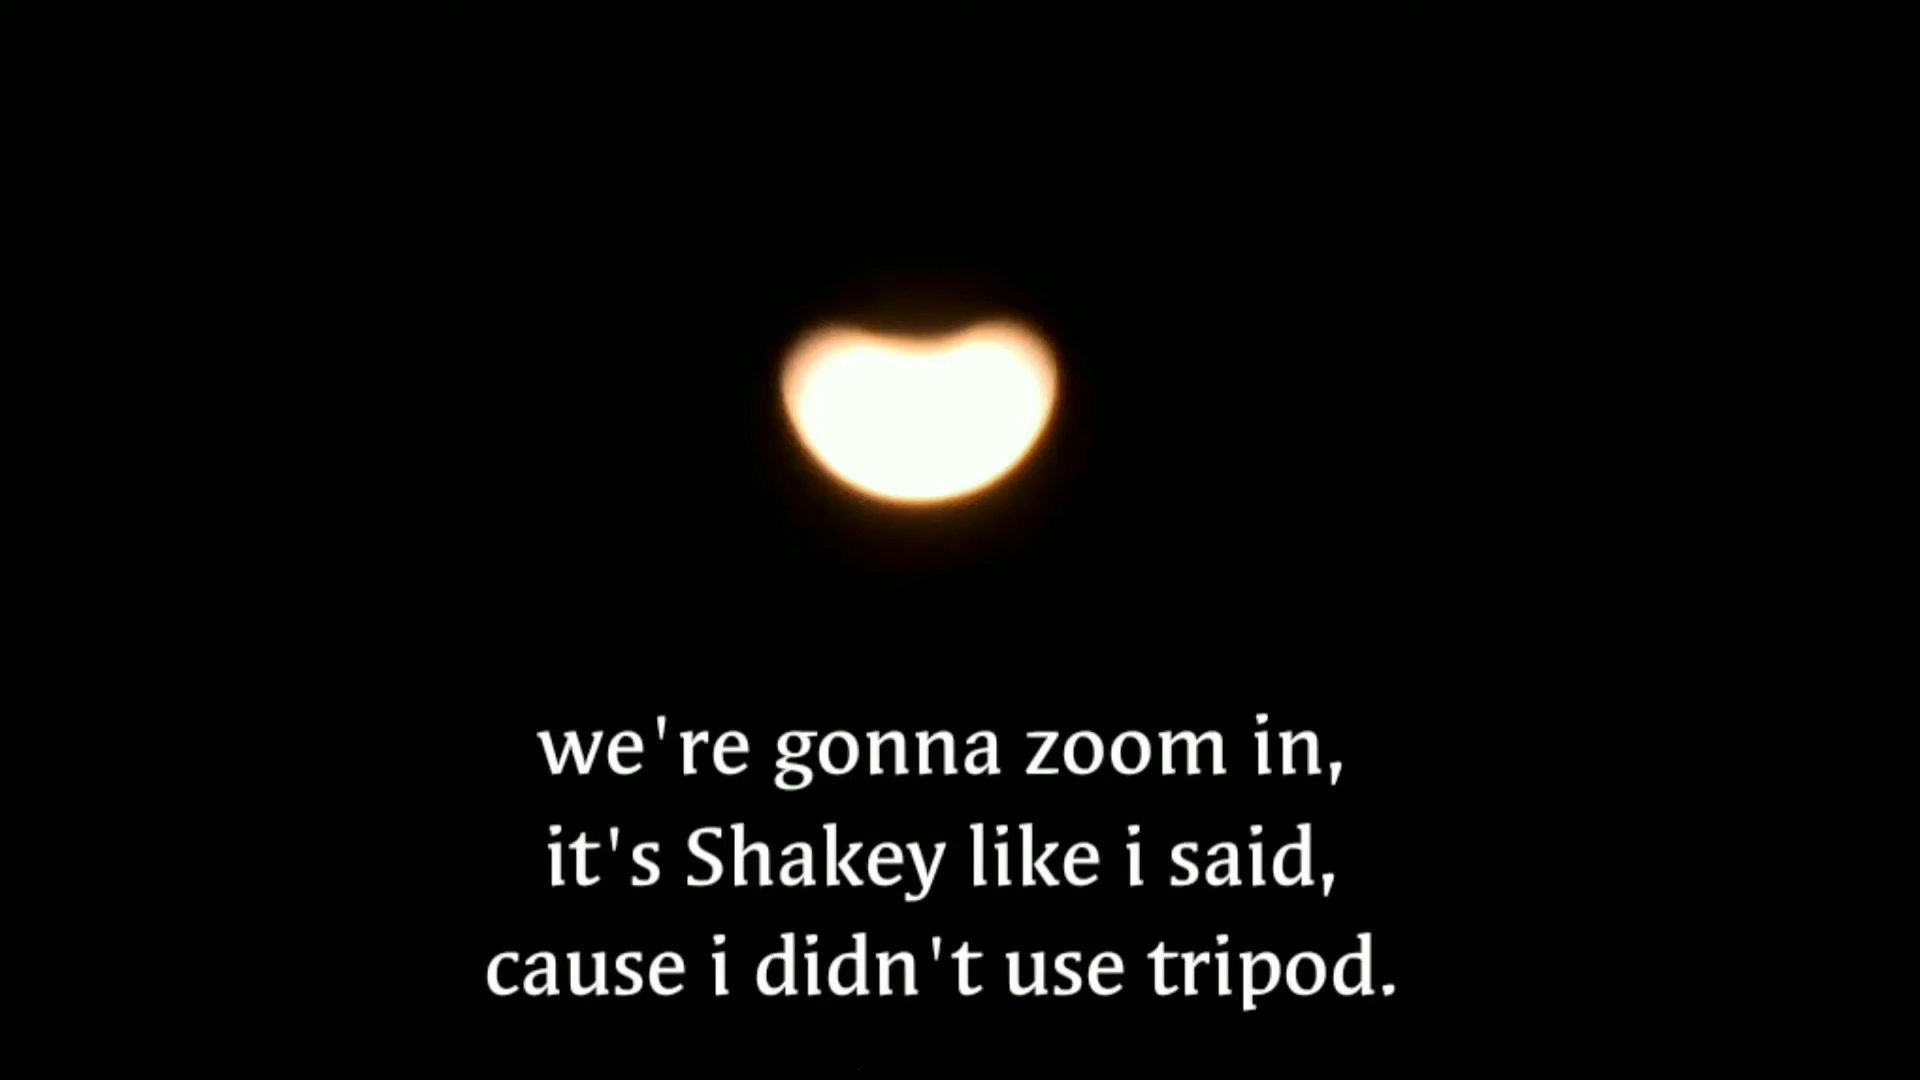 we're gonna zoom in,
it's Shakey like i said,
cause i didn't use tripod.